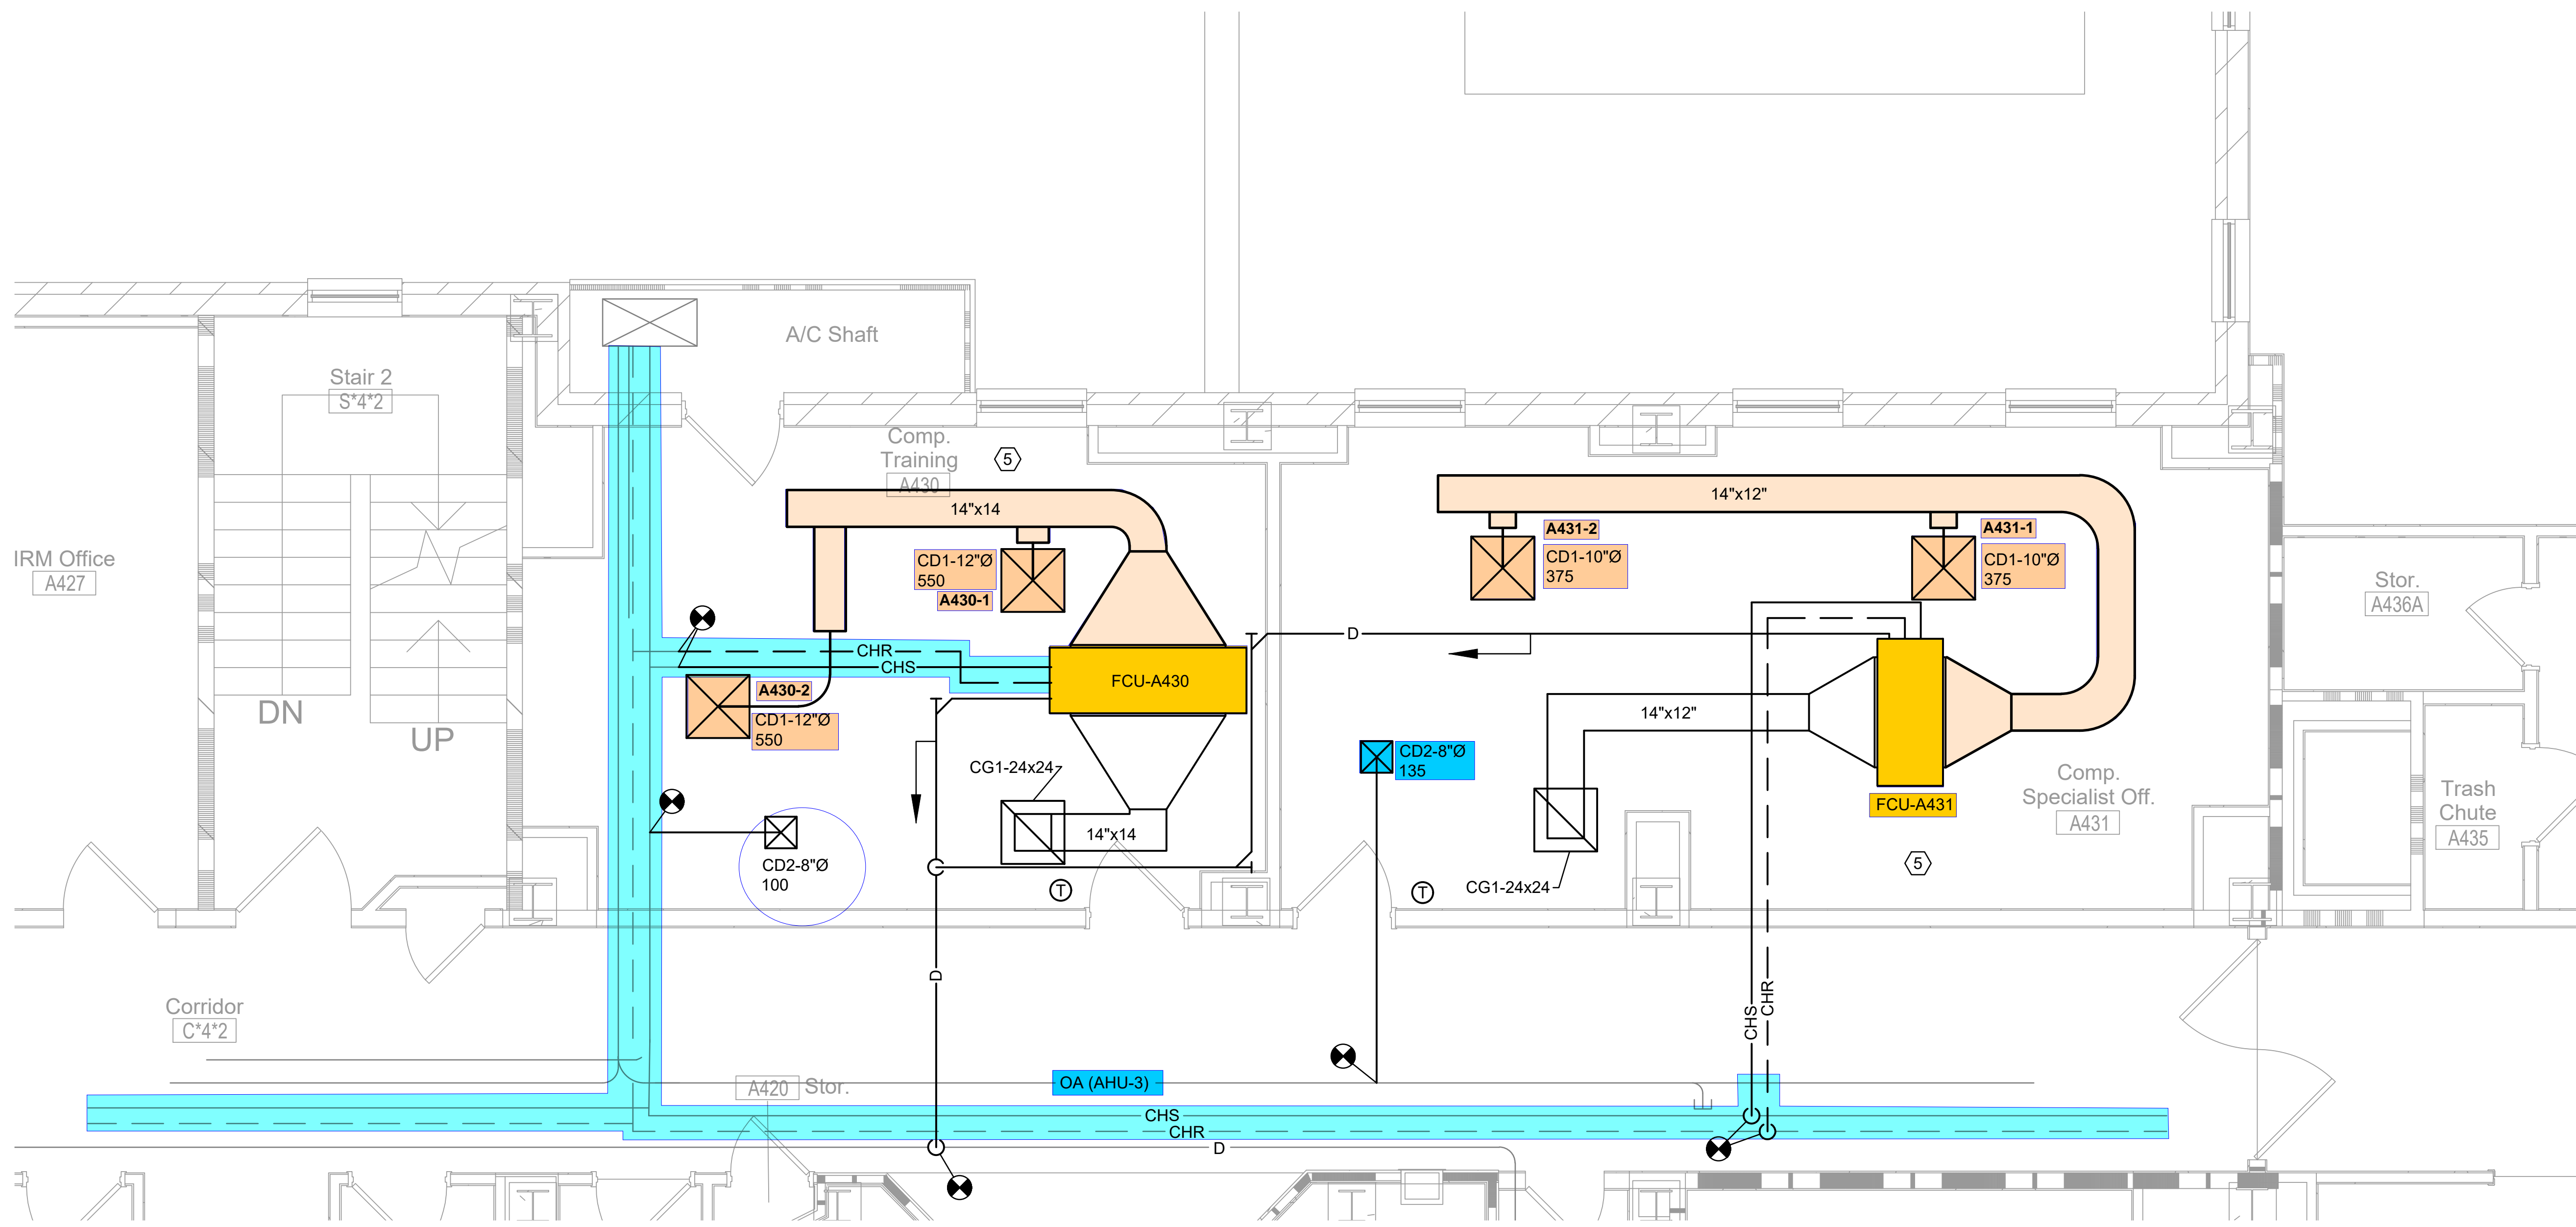 A/C Shaft
Stair 2
S*4*2
Comp.
Training
A430
5
14"x14
14"x12"
A431-2
CD1-10"Ø
375
A431-1
CD1-10"Ø
375
CD1-12"Ø
550
A430-1
IRM Office
A427
Stor.
A436A
D
CHR
CHS
FCU-A430
A430-2
CD1-12"Ø
550
DN
UP
14"x12"
CD2-8"Ø
135
CG1-24x24
14"x14
FCU-A431
Comp.
Specialist Off.
A431
Trash
Chute
A435
CD2-8"Ø
100
T
T
CG1-24x24
5
D
CHS
CHR
Corridor
C*4*2
A420 Stor.
OA (AHU-3)
CHS
CHR
D